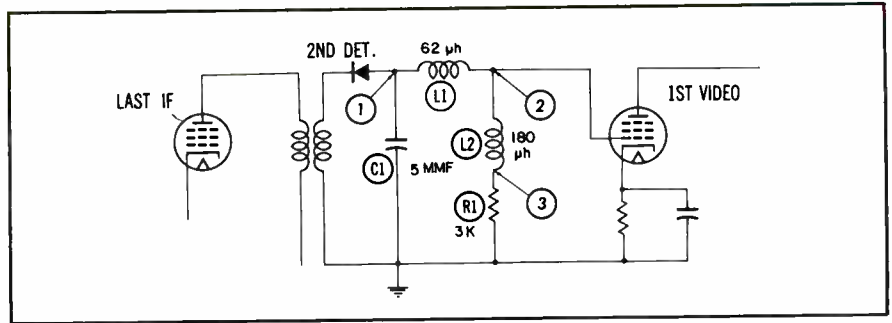 2ND DET.
62 µh
LAST IF
1
L1
2
1ST VIDEO
L2
180
µh
C1
5 MMF
R1
3
3K